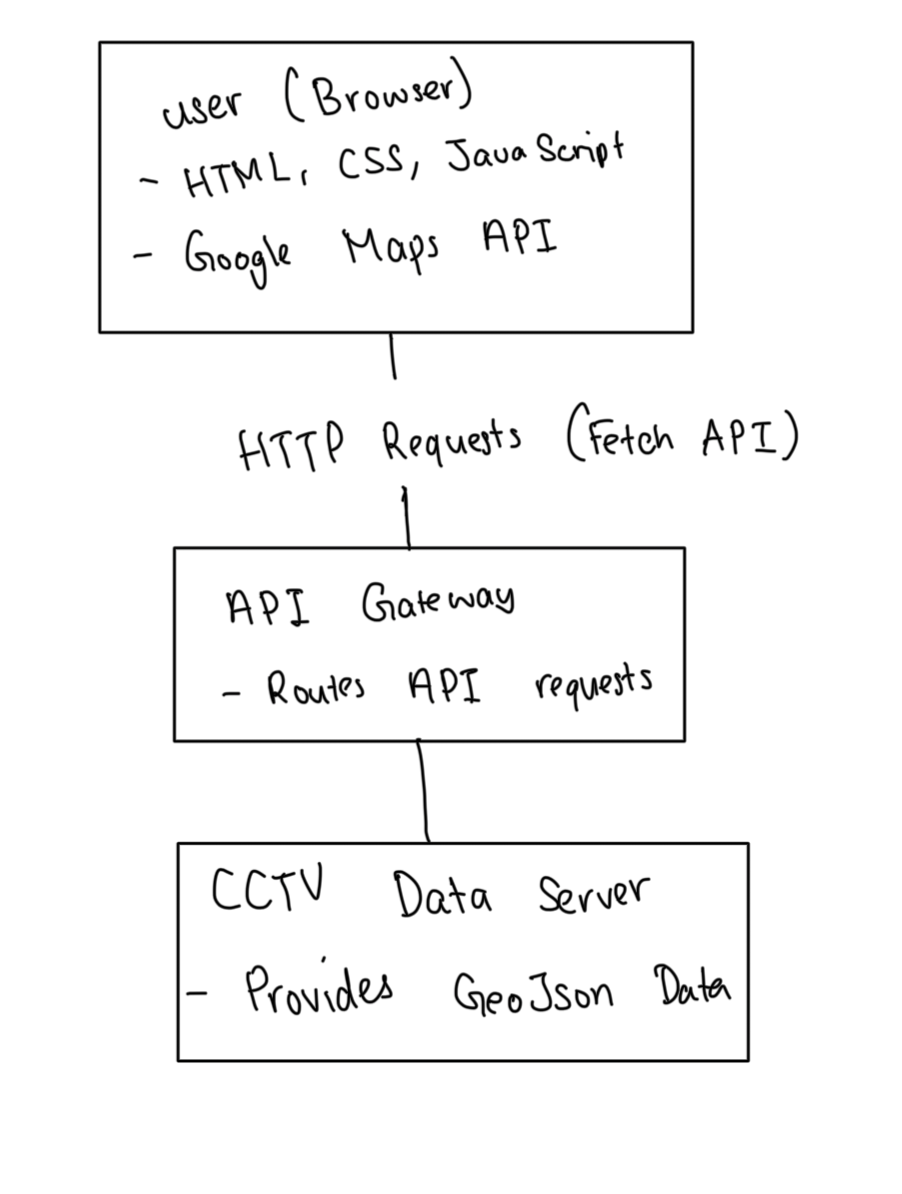 user (Browser)
- HTML, CSS, JavaScript
- Google Maps API
HTTP Requests (Fetch API)
API Gateway
- Routes API requests
CCTV Data Server
- Provides GeoJson Data